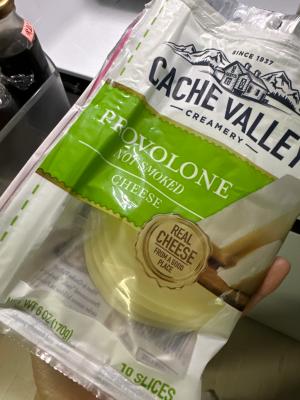 SINCE 1937
CACHE VALLEY
CREAMERY
PROVOLONE
NOT SMOKED
CHEESE
REAL
CHEESE
FROM A GOOD
PLACE
NET WT 6 OZ (170g)
10 SLICES